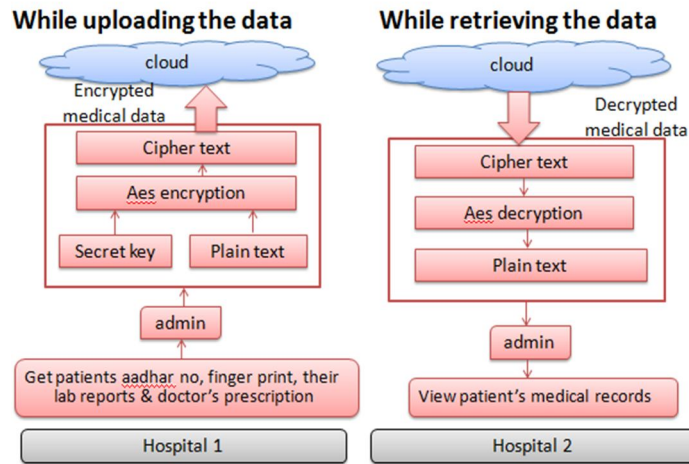 While uploading the data
cloud
Encrypted
medical data
Cipher text
Aes encryption
Secret key
Plain text
admin
Get patients aadhar no, finger print, their
lab reports & doctor's prescription
Hospital 1
While retrieving the data
cloud
Decrypted
medical data
Cipher text
Aes decryption
Plain text
admin
View patient's medical records
Hospital 2